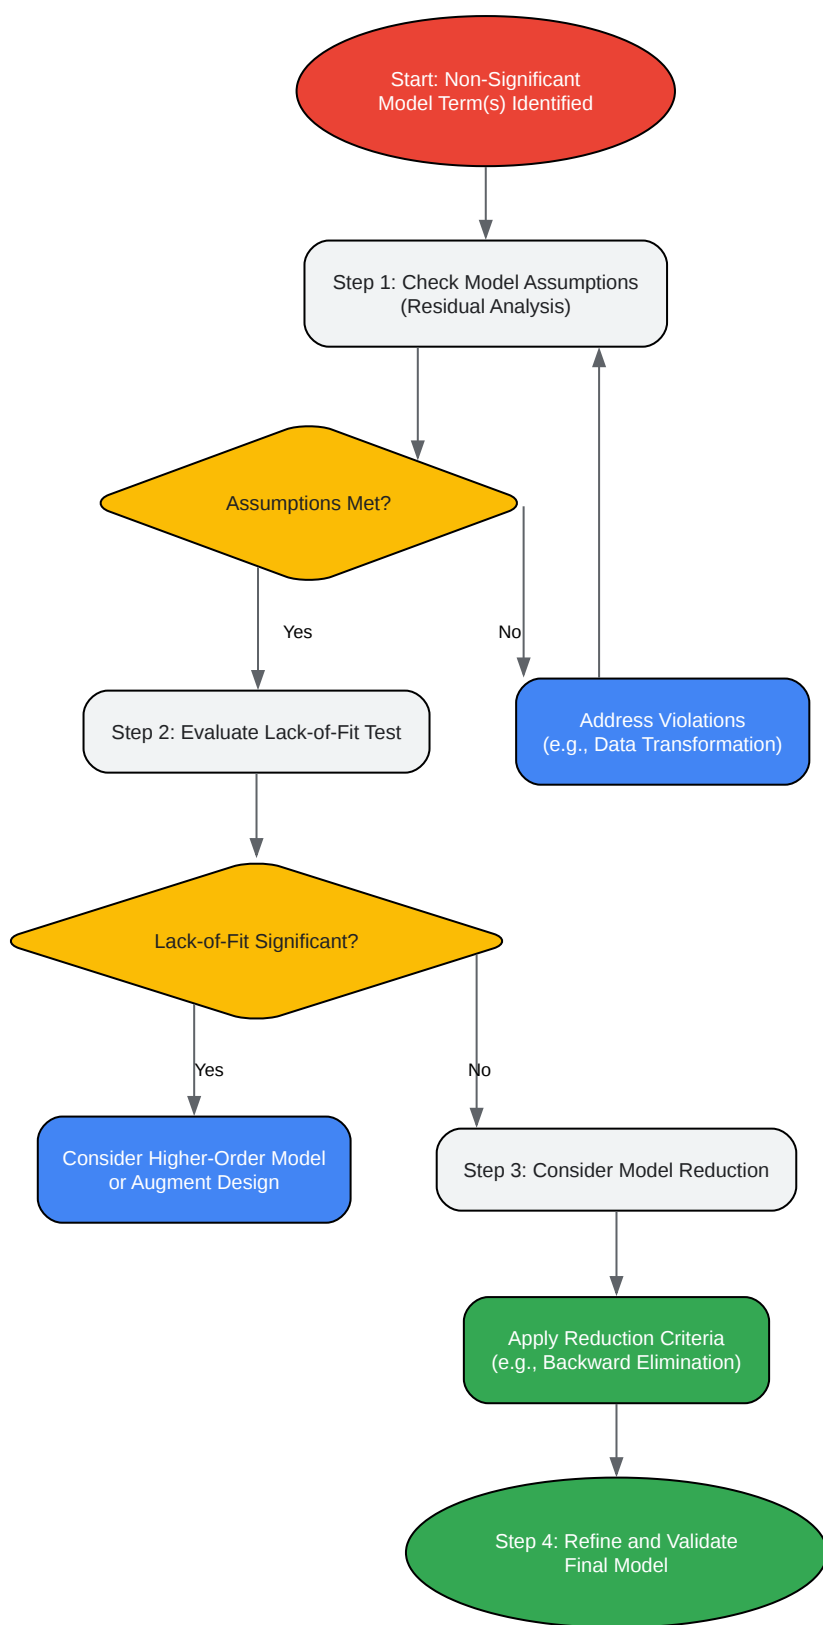 Start: Non-Significant
Model Term(s) Identified
Step 1: Check Model Assumptions
(Residual Analysis)
Assumptions Met?
Yes
No
Step 2: Evaluate Lack-of-Fit Test
Address Violations
(e.g., Data Transformation)
Lack-of-Fit Significant?
Yes
No
Consider Higher-Order Model
or Augment Design
Step 3: Consider Model Reduction
Apply Reduction Criteria
(e.g., Backward Elimination)
Step 4: Refine and Validate
Final Model